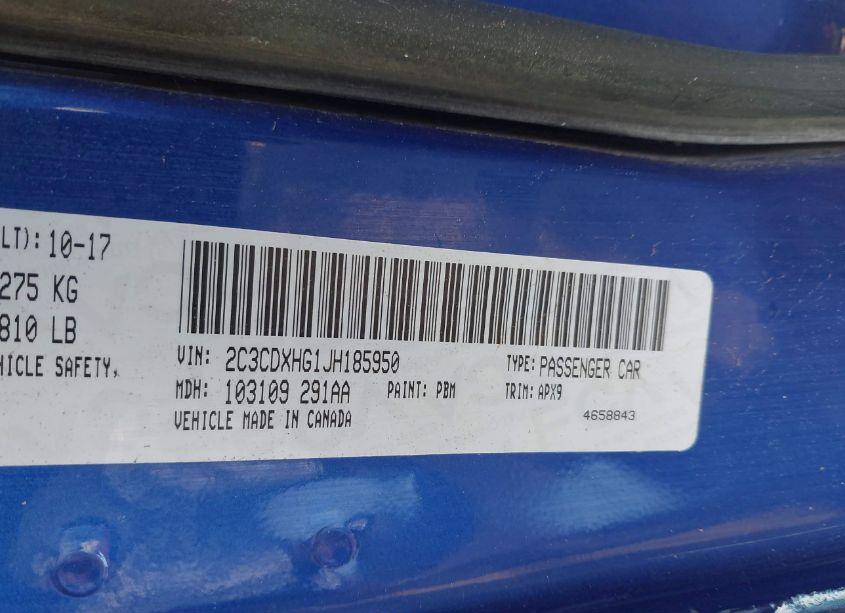 LT): 10-17
275 KG
810 LB
HICLE SAFETY,
VIN: 2C3CDXHG1JH185950 TYPE: PASSENGER CAR
MDH: 103109 291AA PAINT: PBM TRIM: APX9
VEHICLE MADE IN CANADA 4658843